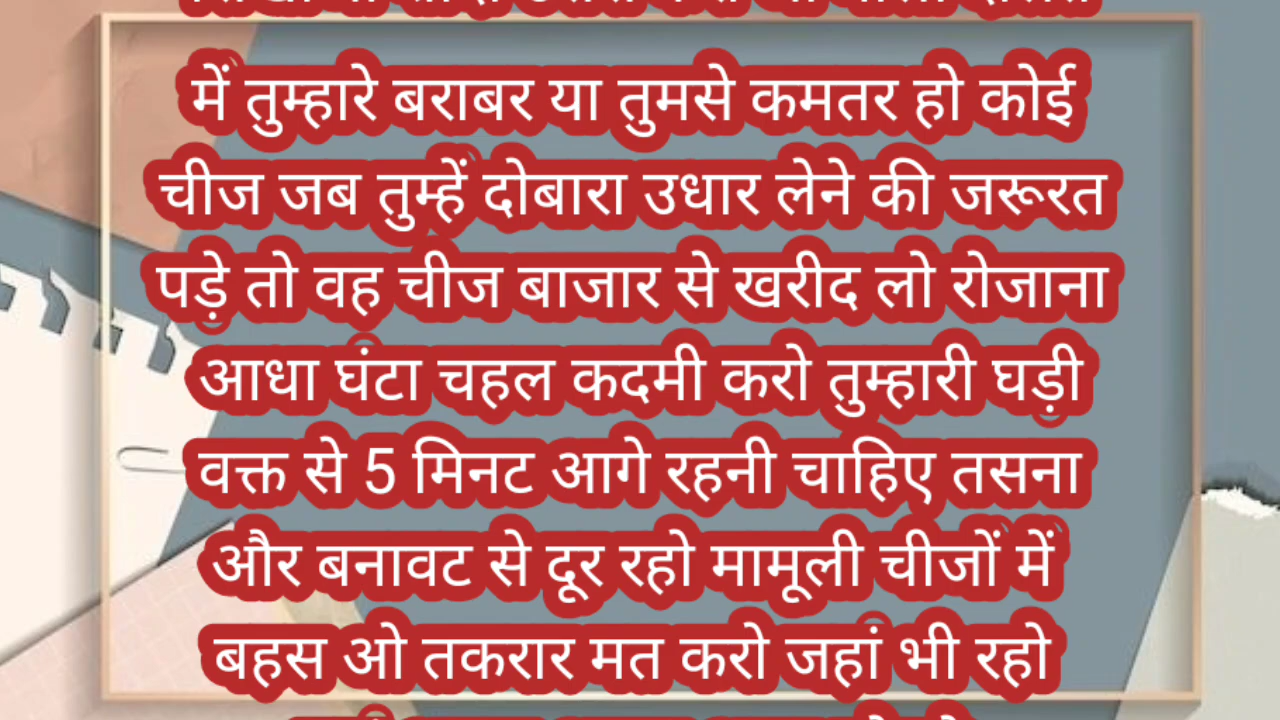 में तुम्हारे बराबर या तुमसे कमतर हो कोई
चीज जब तुम्हें दोबारा उधार लेने की जरूरत
पड़े तो वह चीज बाजार से खरीद लो रोजाना
आधा घंटा चहल कदमी करो तुम्हारी घड़ी
वक्त से 5 मिनट आगे रहनी चाहिए तसना
और बनावट से दूर रहो मामूली चीजों में
बहस ओ तकरार मत करो जहां भी रहो